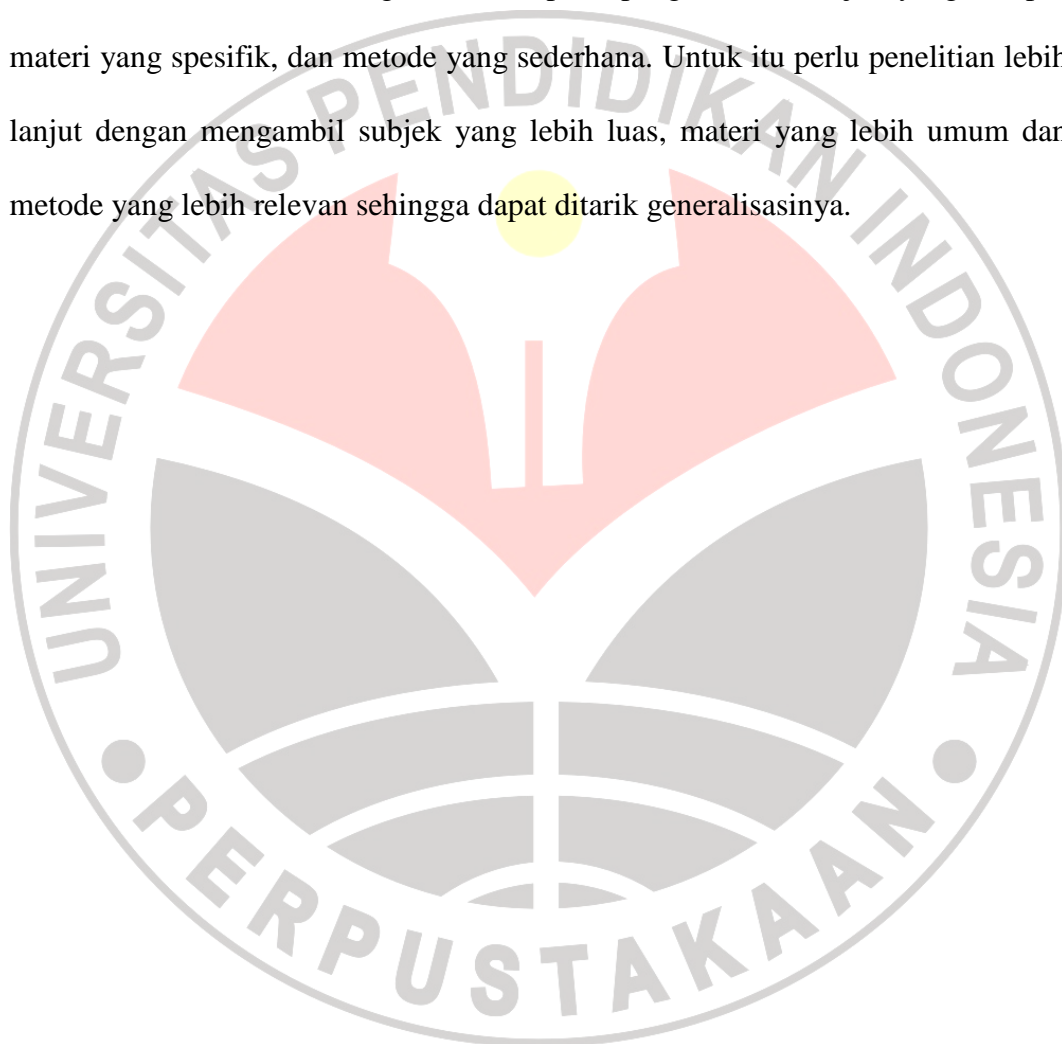 materi yang spesifik, dan metode yang sederhana. Untuk itu perlu penelitian lebih
lanjut dengan mengambil subjek yang lebih luas, materi yang lebih umum dan
metode yang lebih relevan sehingga dapat ditarik generalisasinya.
UNIVERSITAS PENDIDIKAN INDONESIA
PERPUSTAKAAN